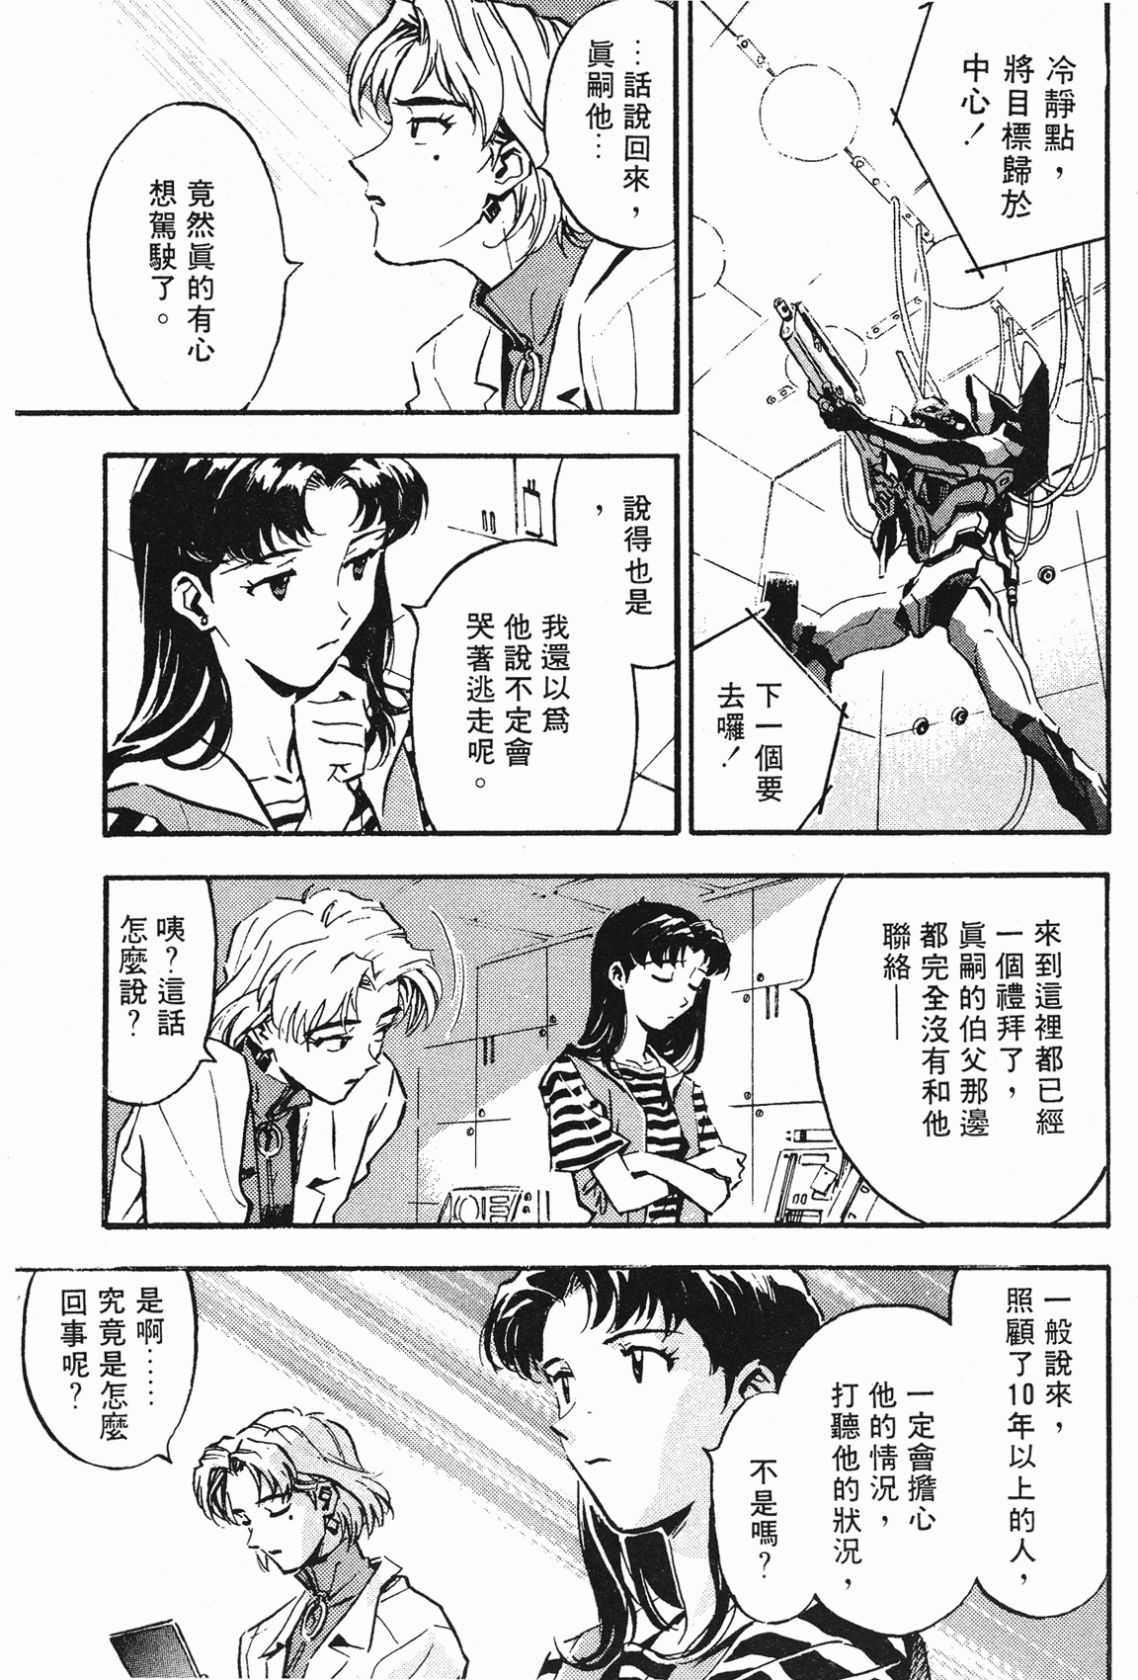 冷靜點，
將目標歸於
中心！
下一個要
去囉！
…話說回來，
眞嗣他…
竟然眞的有心
想駕駛了。
說得也是
，
我還以爲
他說不定會
哭著逃走呢。
來到這裡都已經
一個禮拜了，
眞嗣的伯父那邊
都完全沒有和他
聯絡——
咦？這話
怎麼說？
一般說來，
照顧了10年以上的人，
一定會擔心
他的情況，
打聽他的狀況，
不是嗎？
是啊……
究竟是怎麼
回事呢？